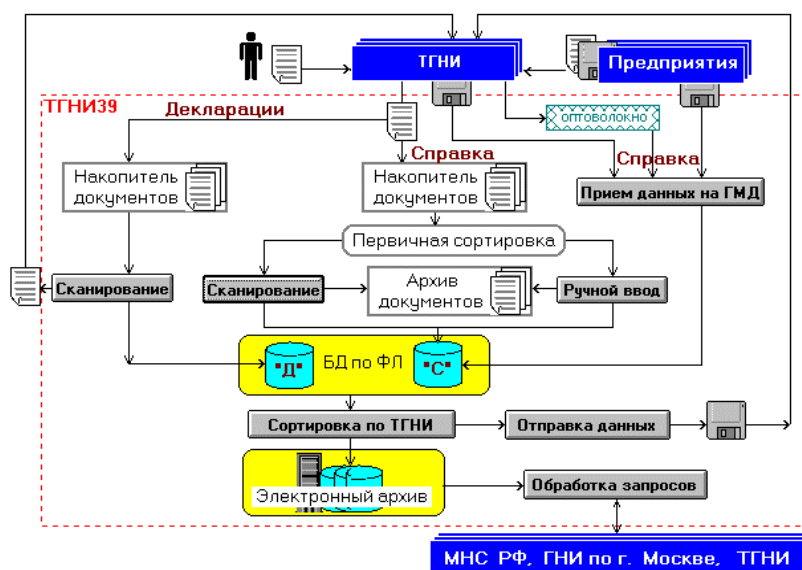 ТГНИ
Предприятия
ТГНИ39
Декларации
оптоволокно
Справка
Справка
Накопитель
документов
Накопитель
документов
Прием данных на ГМД
Первичная сортировка
Сканирование
Сканирование
Архив
документов
Ручной ввод
"Д"
БД по ФЛ
"С"
Сортировка по ТГНИ
Отправка данных
Электронный архив
Обработка запросов
МНС РФ, ГНИ по г. Москве, ТГНИ